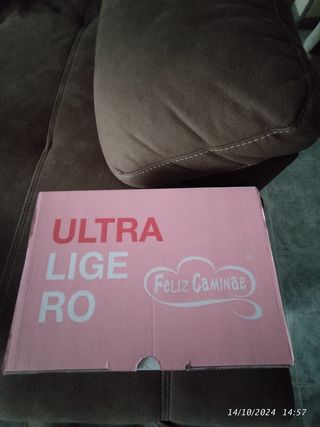 ULTRA
LIGE
RO
FELIZ CAMINAR
®
14/10/2024 14:57